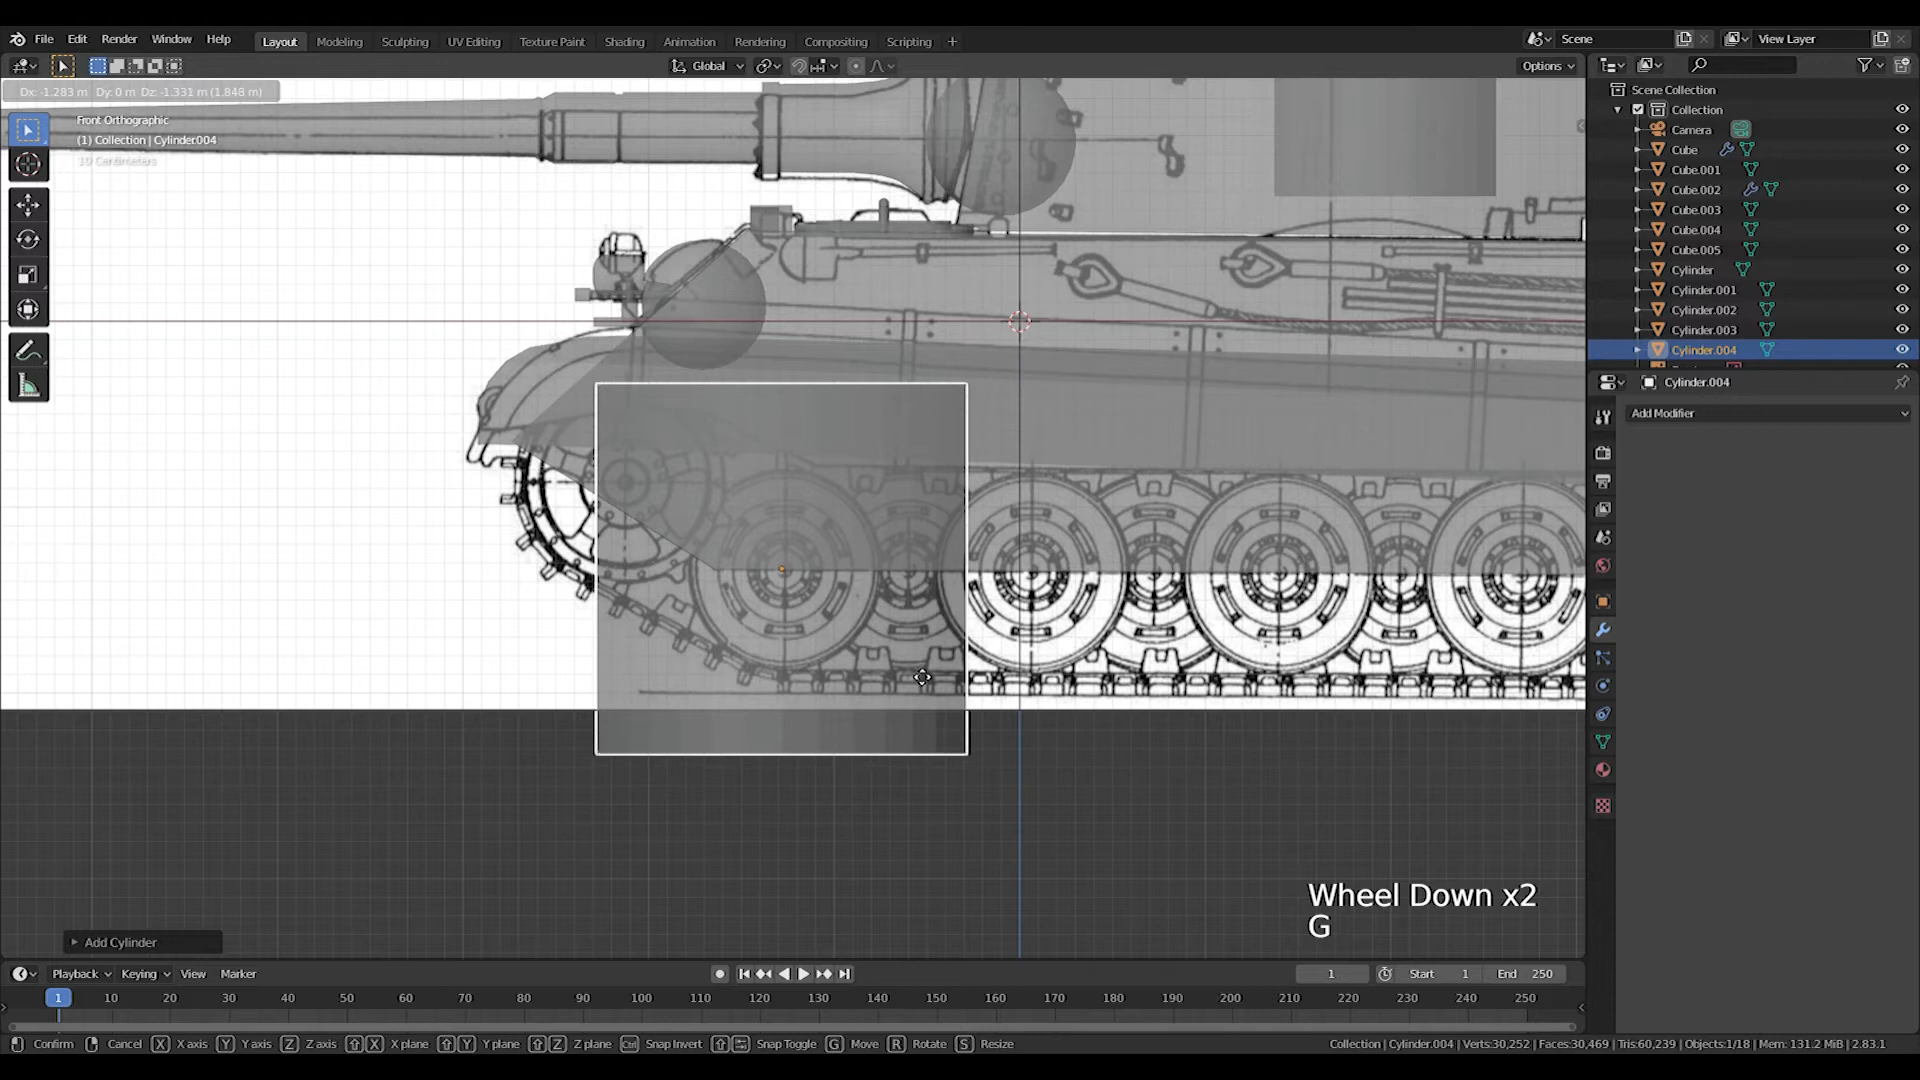 File Edit Render Window Help Layout Modeling Sculpting UV Editing Texture Paint Shading Animation Rendering Compositing Scripting + Scene View Layer
Global Options
Dx: -1.283 m Dy: 0 m Dz: -1.331 m (1.848 m)
Front Orthographic
(1) Collection | Cylinder.004
10 Centimeters
Scene Collection
Collection
Camera
Cube
Cube.001
Cube.002
Cube.003
Cube.004
Cube.005
Cylinder
Cylinder.001
Cylinder.002
Cylinder.003
Cylinder.004
Cylinder.004
Add Modifier
Wheel Down x2
G
Add Cylinder
Playback Keying View Marker 1 Start 1 End 250
1 10 20 30 40 50 60 70 80 90 100 110 120 130 140 150 160 170 180 190 200 210 220 230 240 250
Confirm Cancel X X axis Y Y axis Z Z axis X X plane Y Y plane Z Z plane Ctrl Snap Invert Snap Toggle G Move R Rotate S Resize Collection | Cylinder.004 | Verts:30,252 | Faces:30,469 | Tris:60,239 | Objects:1/18 | Mem: 131.2 MiB | 2.83.1